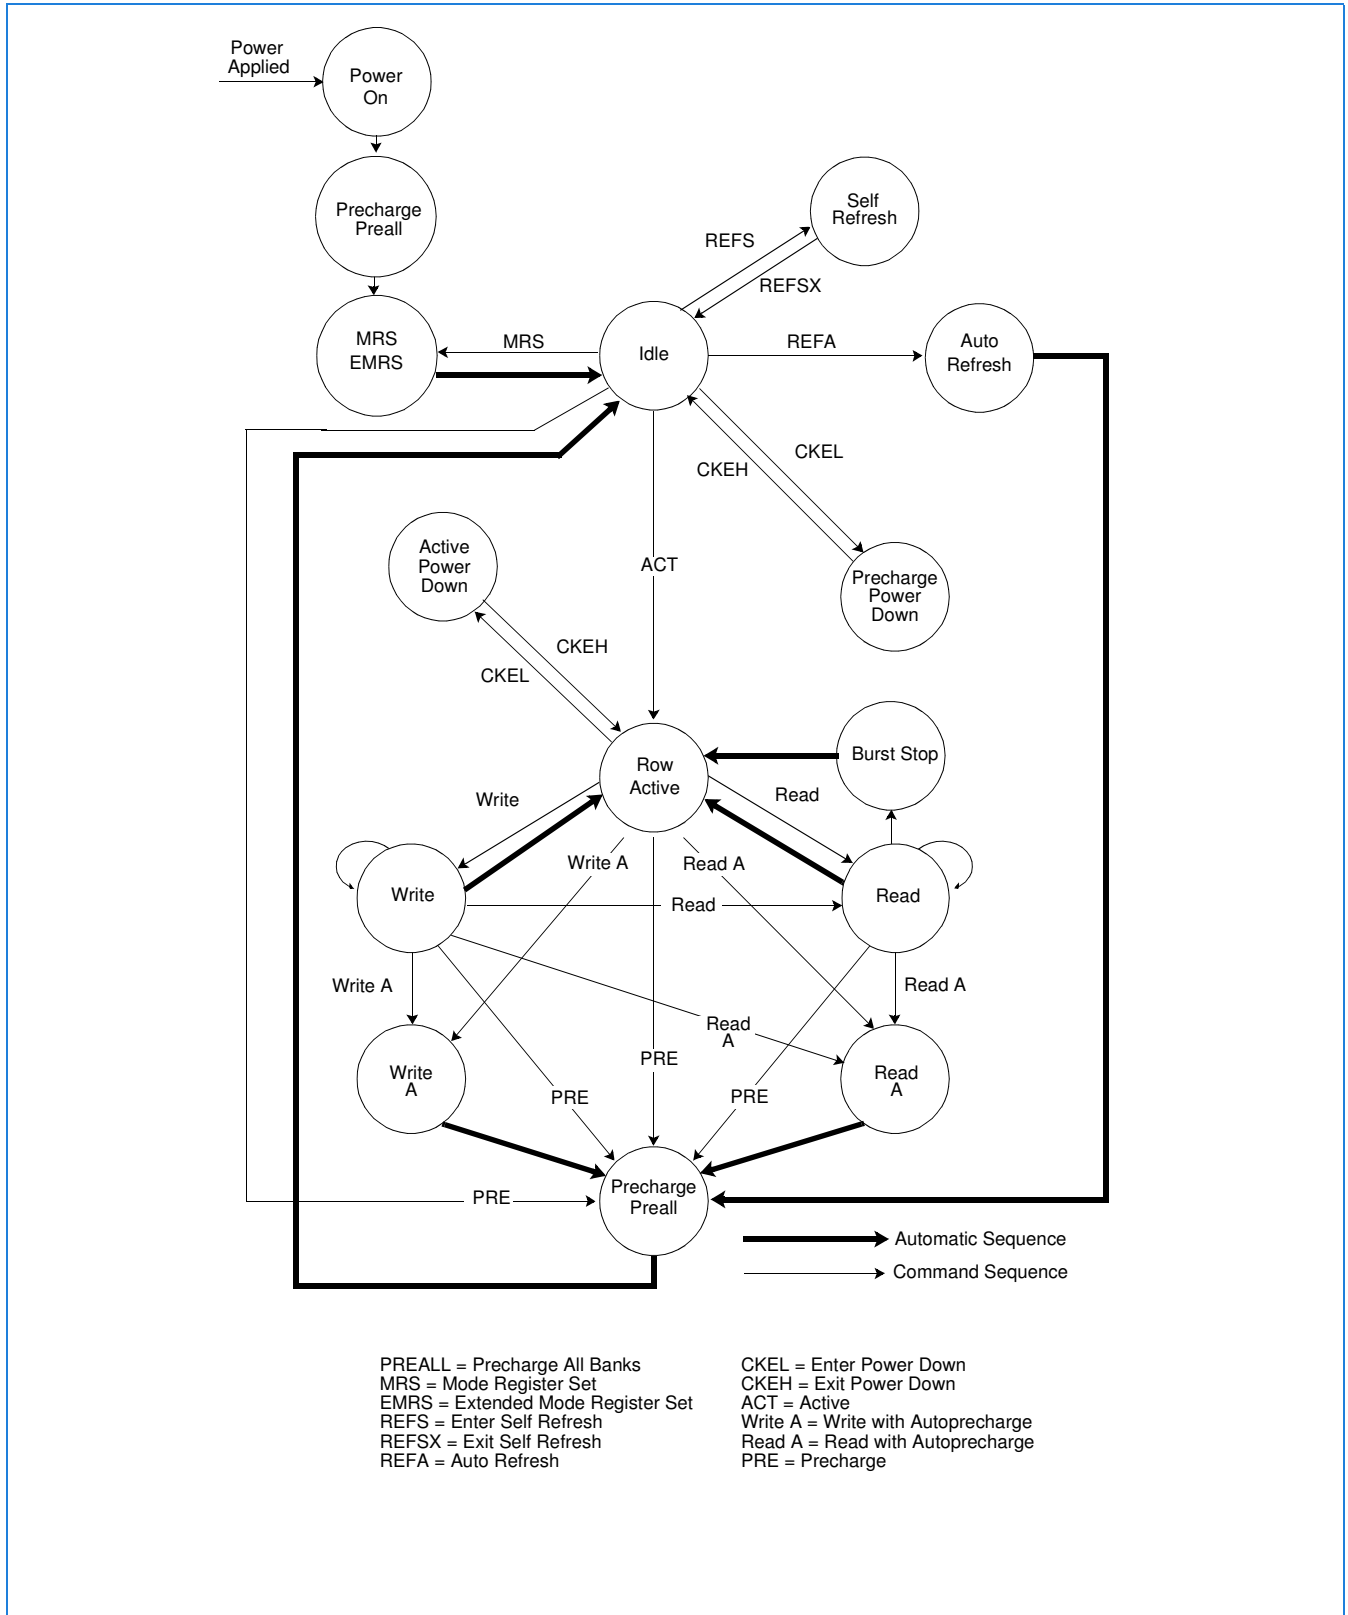 Power
Applied
Power
On
Precharge
Preall
Self
Refresh
REFS
REFSX
MRS
EMRS
MRS
Idle
REFA
Auto
Refresh
CKEL
CKEH
Active
Power
Down
ACT
Precharge
Power
Down
CKEH
CKEL
Row
Active
Burst Stop
Write
Read
Write A
Read A
Write
Read
Read
Write A
Read A
Read
A
PRE
Write
A
Read
A
PRE
PRE
Precharge
Preall
PRE
Automatic Sequence
Command Sequence
PREALL = Precharge All Banks
MRS = Mode Register Set
EMRS = Extended Mode Register Set
REFS = Enter Self Refresh
REFSX = Exit Self Refresh
REFA = Auto Refresh
CKEL = Enter Power Down
CKEH = Exit Power Down
ACT = Active
Write A = Write with Autoprecharge
Read A = Read with Autoprecharge
PRE = Precharge